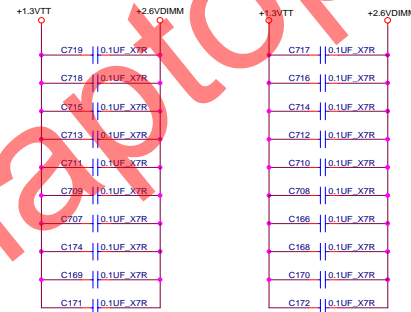 +1.3VTT +2.6VDIMM +1.3VTT +2.6VDIMM
C719 0.1UF_X7R C717 0.1UF_X7R
C718 0.1UF_X7R C716 0.1UF_X7R
C715 0.1UF_X7R C714 0.1UF_X7R
C713 0.1UF_X7R C712 0.1UF_X7R
C711 0.1UF_X7R C710 0.1UF_X7R
C709 0.1UF_X7R C708 0.1UF_X7R
C707 0.1UF_X7R C166 0.1UF_X7R
C174 0.1UF_X7R C168 0.1UF_X7R
C169 0.1UF_X7R C170 0.1UF_X7R
C171 0.1UF_X7R C172 0.1UF_X7R